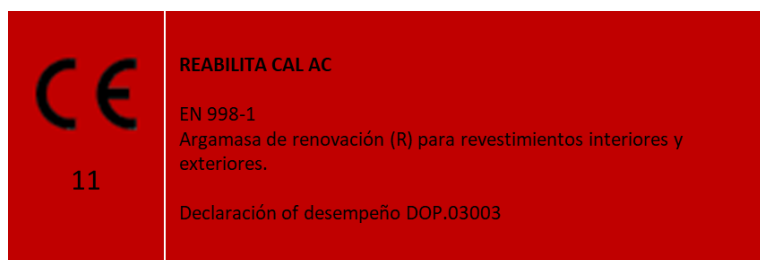 CE
11
REABILITA CAL AC
EN 998-1
Argamasa de renovación (R) para revestimientos interiores y
exteriores.
Declaración of desempeño DOP.03003